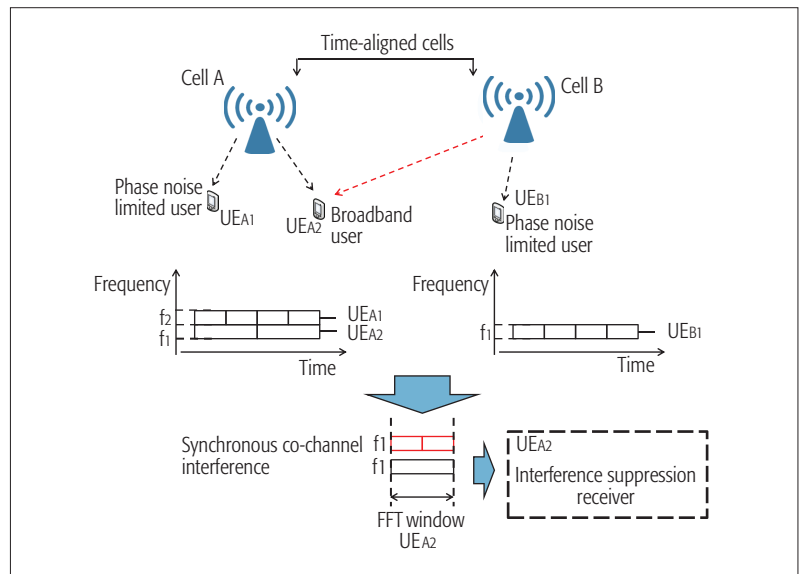 Time-aligned cells
Cell A
Cell B
Phase noise
limited user
UEA1
UEA2
Broadband
user
UEB1
Phase noise
limited user
Frequency
f2
f1
UEA1
UEA2
Time
Frequency
f1
UEB1
Time
Synchronous co-channel
interference
f1
f1
FFT window
UEA2
UEA2
Interference suppression
receiver